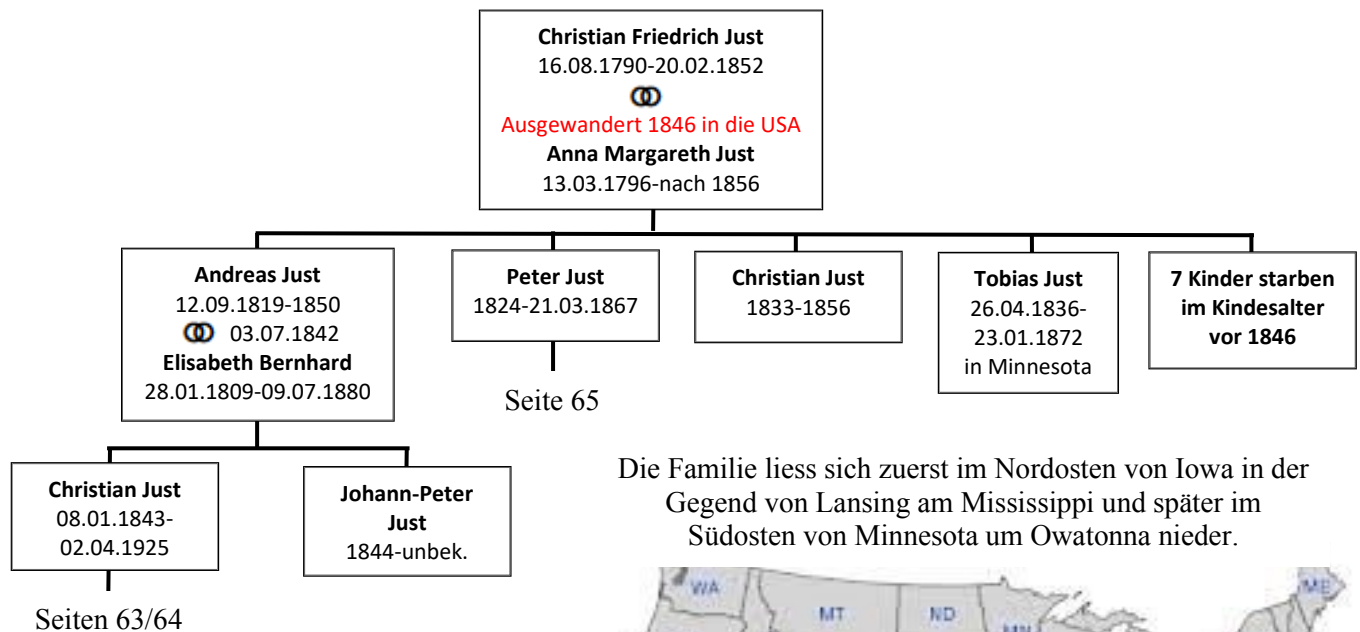 Christian Friedrich Just
16.08.1790-20.02.1852
Ausgewandert 1846 in die USA
Anna Margareth Just
13.03.1796-nach 1856
Andreas Just
12.09.1819-1850
03.07.1842
Elisabeth Bernhard
28.01.1809-09.07.1880
Peter Just
1824-21.03.1867
Seite 65
Christian Just
1833-1856
Tobias Just
26.04.1836-
23.01.1872
in Minnesota
7 Kinder starben
im Kindesalter
vor 1846
Christian Just
08.01.1843-
02.04.1925
Seiten 63/64
Johann-Peter
Just
1844-unbek.
Die Familie liess sich zuerst im Nordosten von Iowa in der
Gegend von Lansing am Mississippi und später im
Südosten von Minnesota um Owatonna nieder.
WA
MT
ND
MN
ME